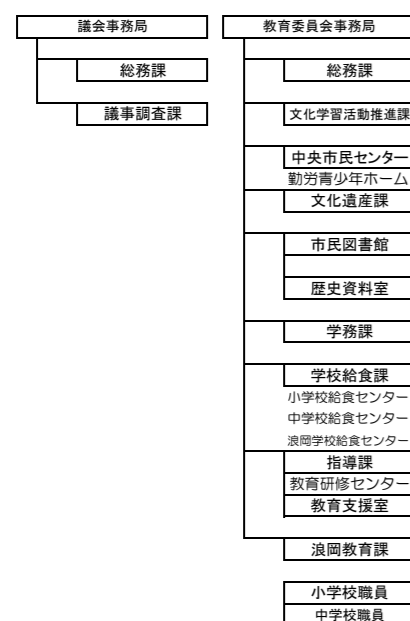 議会事務局
総務課
議事調査課
教育委員会事務局
総務課
文化学習活動推進課
中央市民センター
勤労青少年ホーム
文化遺産課
市民図書館
歴史資料室
学務課
学校給食課
小学校給食センター
中学校給食センター
浪岡学校給食センター
指導課
教育研修センター
教育支援室
浪岡教育課
小学校職員
中学校職員